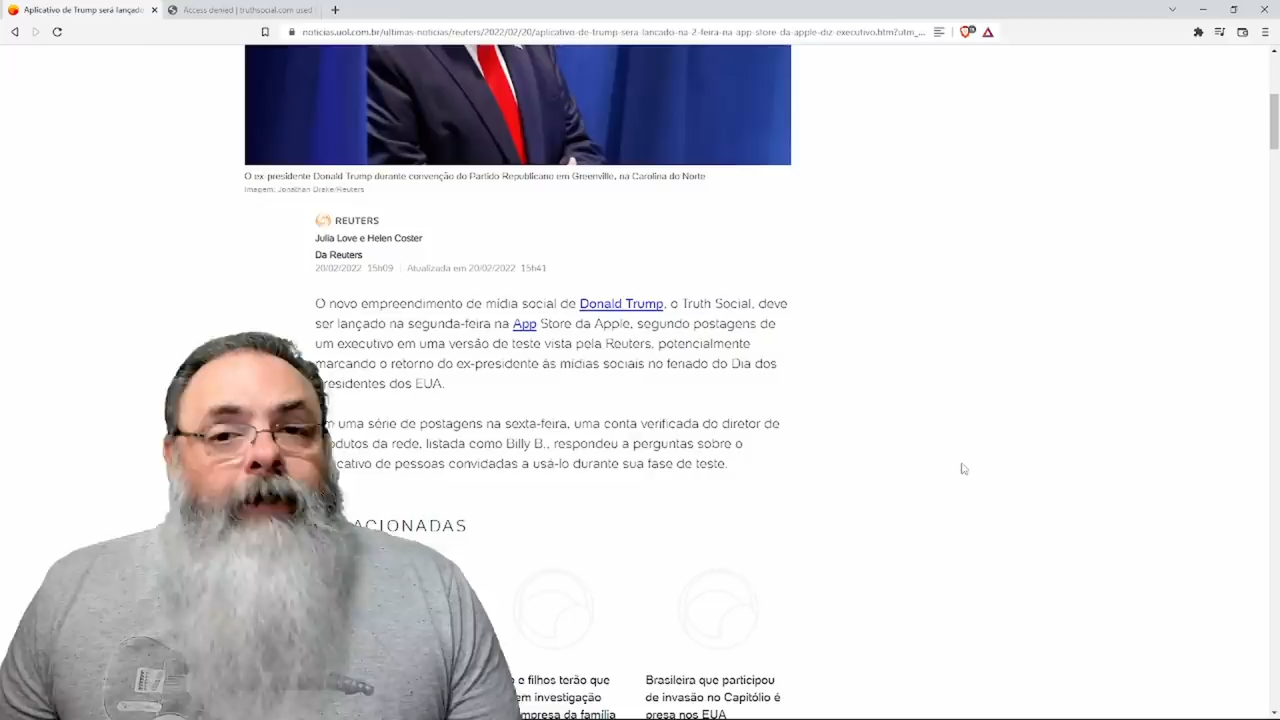 Aplicativo de Trump será lançado
Access denied | truthsocial.com used
noticias.uol.com.br/ultimas-noticias/reuters/2022/02/20/aplicativo-de-trump-sera-lancado-na-2-feira-na-app-store-da-apple-diz-executivo.htm?utm_...
O ex-presidente Donald Trump durante convenção do Partido Republicano em Greenville, na Carolina do Norte
Imagem: Jonathan Drake/Reuters
REUTERS
Julia Love e Helen Coster
Da Reuters
20/02/2022 15h09 | Atualizada em 20/02/2022 15h41
O novo empreendimento de mídia social de Donald Trump, o Truth Social, deve
ser lançado na segunda-feira na App Store da Apple, segundo postagens de
um executivo em uma versão de teste vista pela Reuters, potencialmente
marcando o retorno do ex-presidente às mídias sociais no feriado do Dia dos
residentes dos EUA.
m uma série de postagens na sexta-feira, uma conta verificada do diretor de
odutos da rede, listada como Billy B., respondeu a perguntas sobre o
icativo de pessoas convidadas a usá-lo durante sua fase de teste.
ACIONADAS
o e filhos terão que
em investigação
mpresa da família
Brasileira que participou
de invasão no Capitólio é
presa nos EUA